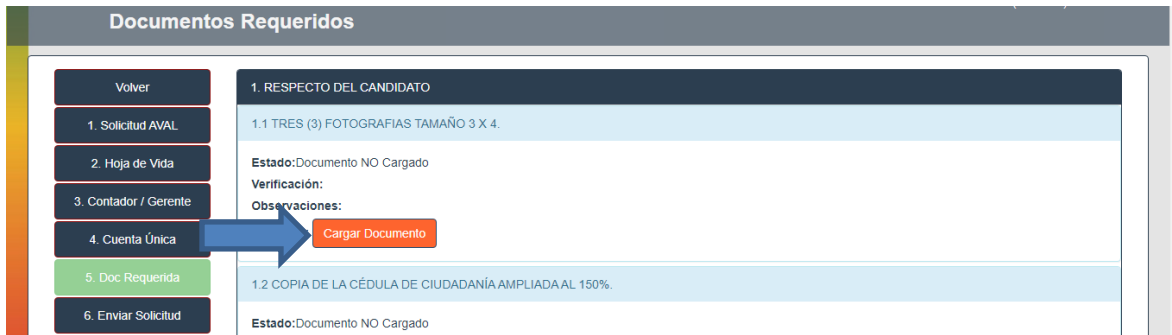 Documentos Requeridos
Volver
1. Solicitud AVAL
2. Hoja de Vida
3. Contador / Gerente
4. Cuenta Única
5. Doc Requerida
6. Enviar Solicitud
1. RESPECTO DEL CANDIDATO
1.1 TRES (3) FOTOGRAFIAS TAMAÑO 3 X 4.
Estado:Documento NO Cargado
Verificación:
Observaciones:
Cargar Documento
1.2 COPIA DE LA CÉDULA DE CIUDADANÍA AMPLIADA AL 150%.
Estado:Documento NO Cargado